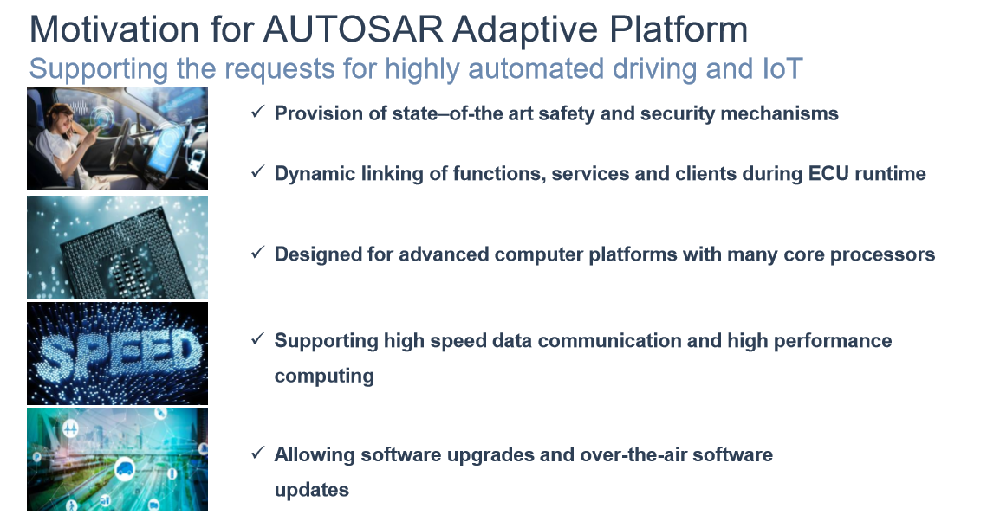 Motivation for AUTOSAR Adaptive Platform
Supporting the requests for highly automated driving and IoT
✓ Provision of state–of-the art safety and security mechanisms
✓ Dynamic linking of functions, services and clients during ECU runtime
✓ Designed for advanced computer platforms with many core processors
SPEED
✓ Supporting high speed data communication and high performance
computing
✓ Allowing software upgrades and over-the-air software
updates
P